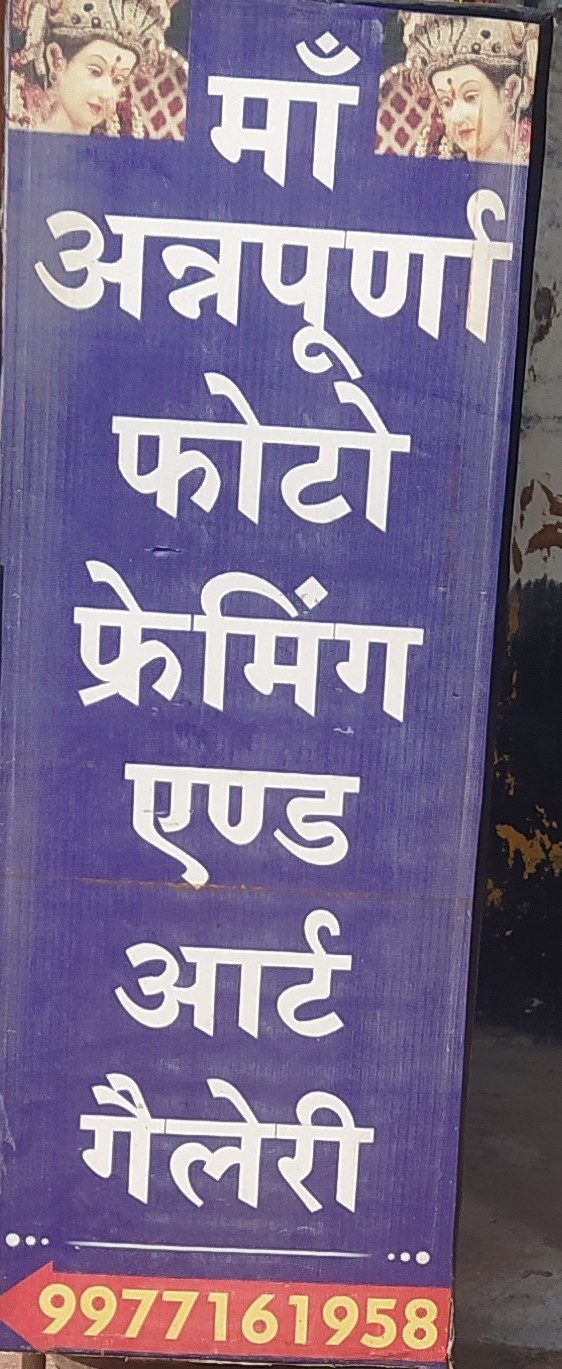 माँ
अन्नपूर्णा
फोटो
फ्रेमिंग
एण्ड
आर्ट
गैलेरी
9977161958